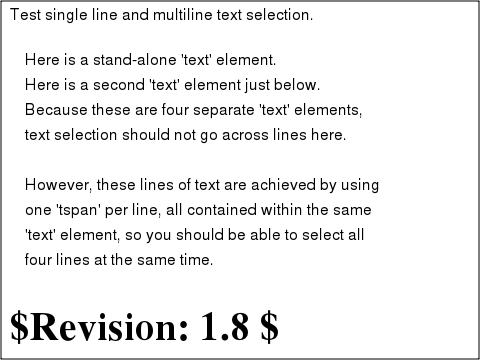 Test single line and multiline text selection.
Here is a stand-alone 'text' element.
Here is a second 'text' element just below.
Because these are four separate 'text' elements,
text selection should not go across lines here.
However, these lines of text are achieved by using
one 'tspan' per line, all contained within the same
'text' element, so you should be able to select all
four lines at the same time.
$Revision: 1.8 $